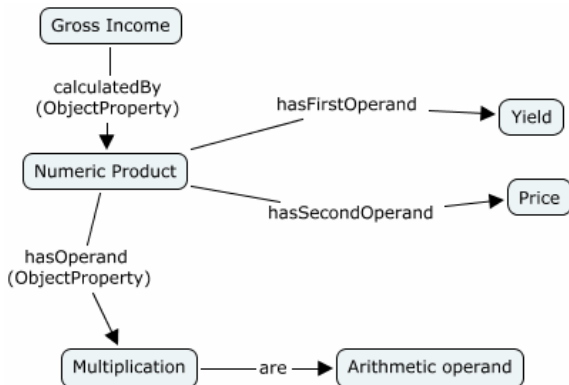 Gross Income
calculatedBy
(ObjectProperty)
hasFirstOperand
Yield
Numeric Product
Price
hasSecondOperand
hasOperand
(ObjectProperty)
Multiplication
are
Arithmetic operand